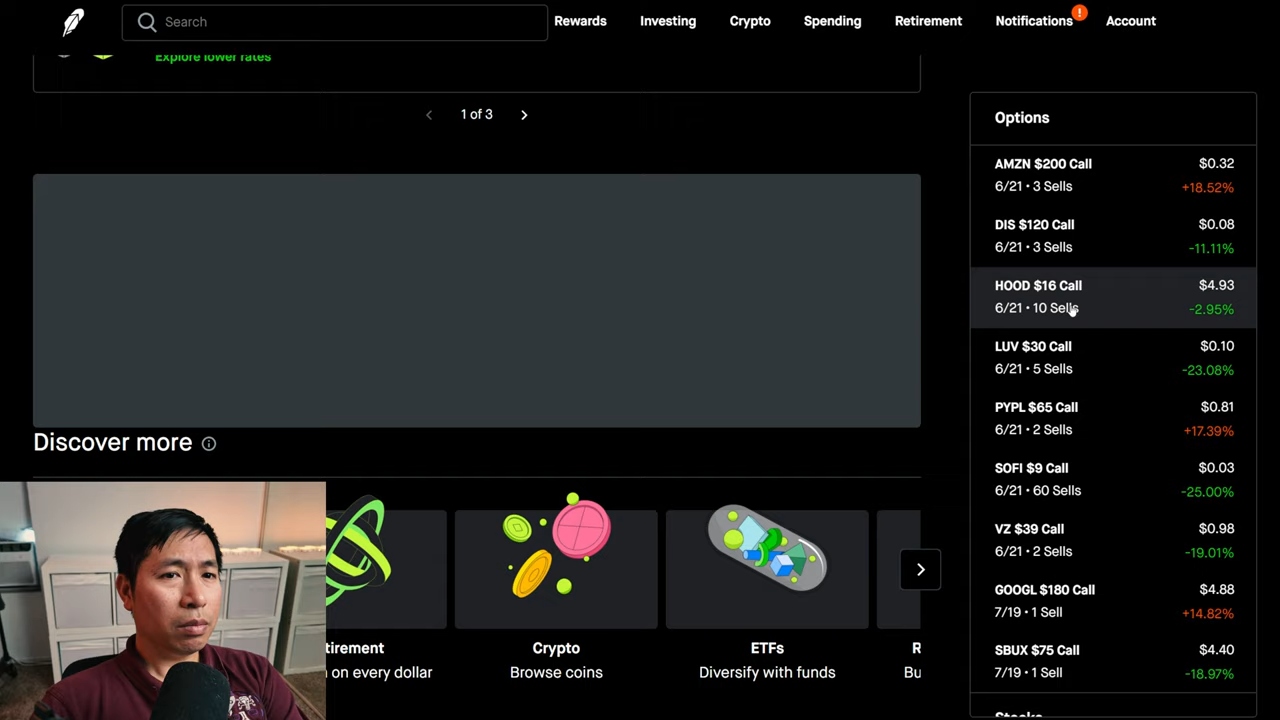 Search
Rewards
Investing
Crypto
Spending
Retirement
Notifications
!
Account
Explore lower rates
1 of 3
Discover more
tirement
on every dollar
Crypto
Browse coins
ETFs
Diversify with funds
R
Bu
Options
AMZN $200 Call $0.32
6/21 • 3 Sells +18.52%
DIS $120 Call $0.08
6/21 • 3 Sells -11.11%
HOOD $16 Call $4.93
6/21 • 10 Sells -2.95%
LUV $30 Call $0.10
6/21 • 5 Sells -23.08%
PYPL $65 Call $0.81
6/21 • 2 Sells +17.39%
SOFI $9 Call $0.03
6/21 • 60 Sells -25.00%
VZ $39 Call $0.98
6/21 • 2 Sells -19.01%
GOOGL $180 Call $4.88
7/19 • 1 Sell +14.82%
SBUX $75 Call $4.40
7/19 • 1 Sell -18.97%
Stocks